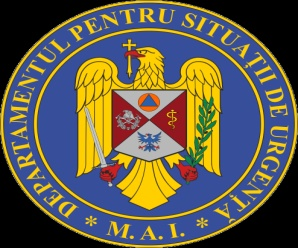 DEPARTAMENTUL PENTRU SITUAȚII DE URGENȚĂ
* M.A.I. *